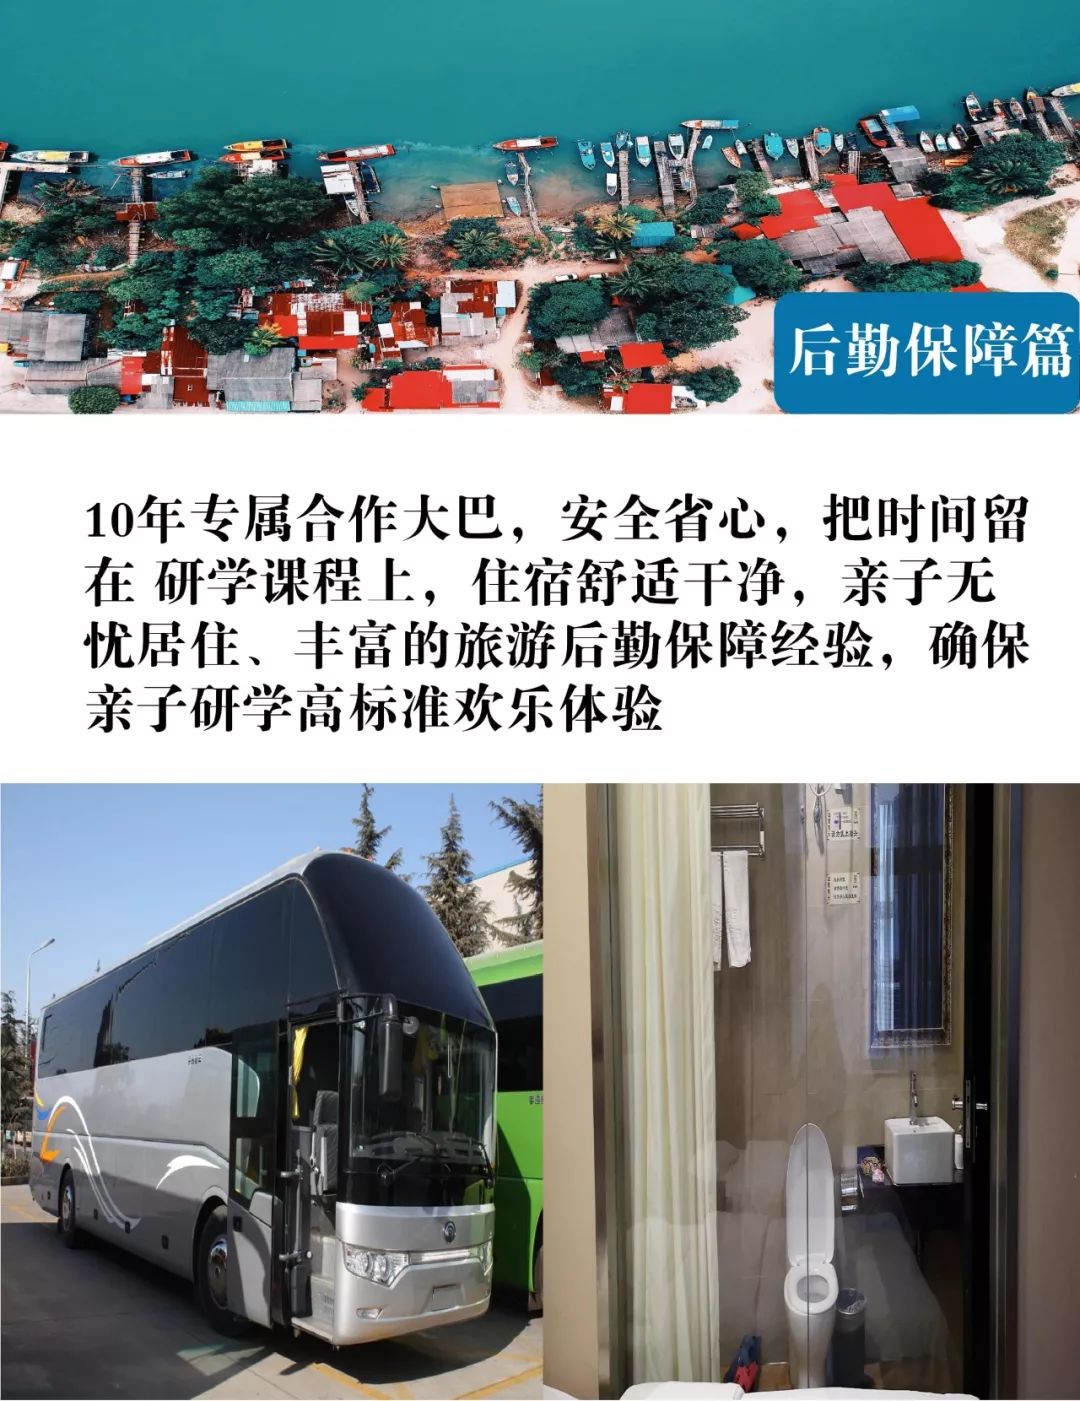 后勤保障篇
10年专属合作大巴，安全省心，把时间留
在 研学课程上，住宿舒适干净，亲子无
忧居住、丰富的旅游后勤保障经验，确保
亲子研学高标准欢乐体验